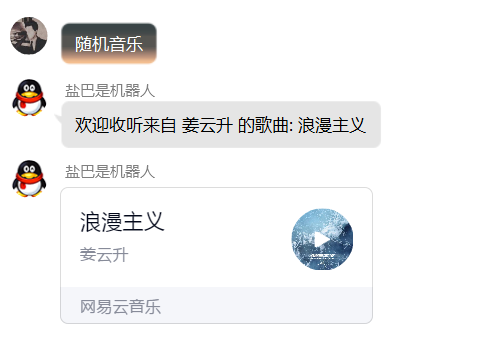 随机音乐
盐巴是机器人
欢迎收听来自 姜云升 的歌曲: 浪漫主义
盐巴是机器人
浪漫主义
姜云升
网易云音乐